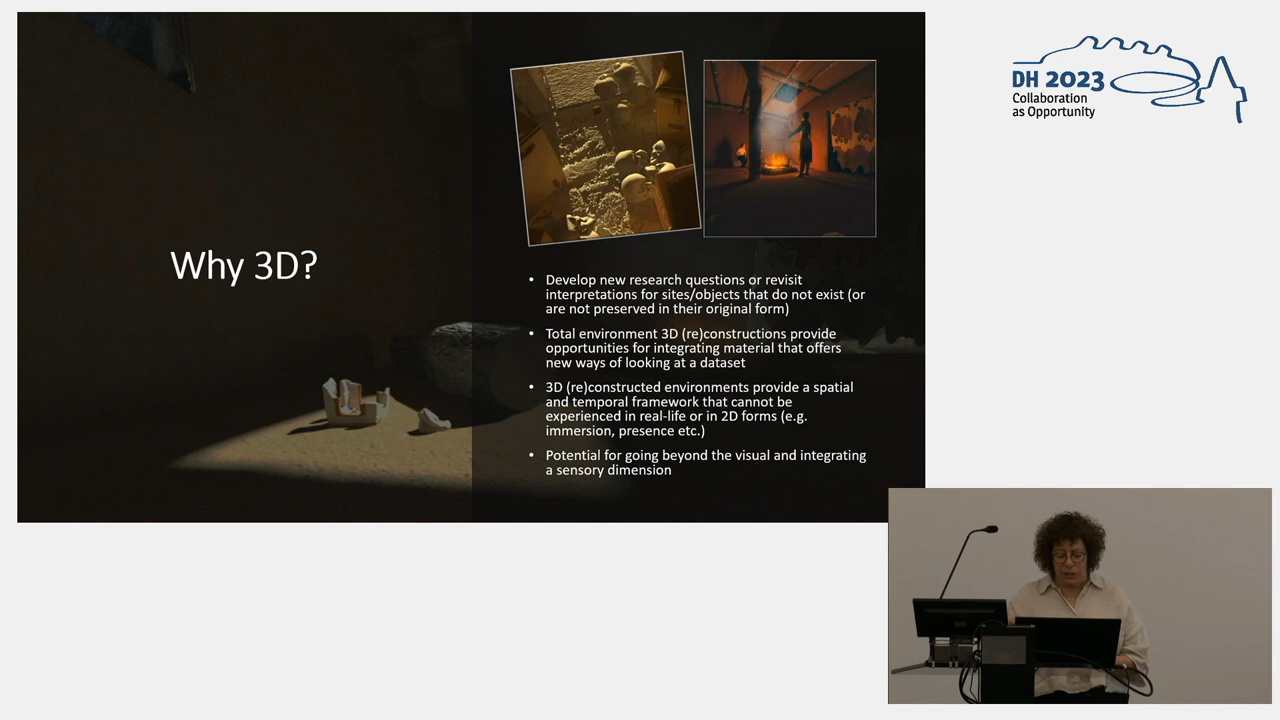 DH 2023
Collaboration
as Opportunity
Why 3D?
• Develop new research questions or revisit
interpretations for sites/objects that do not exist (or
are not preserved in their original form)
• Total environment 3D (re)constructions provide
opportunities for integrating material that offers
new ways of looking at a dataset
• 3D (re)constructed environments provide a spatial
and temporal framework that cannot be
experienced in real-life or in 2D forms (e.g.
immersion, presence etc.)
• Potential for going beyond the visual and integrating
a sensory dimension